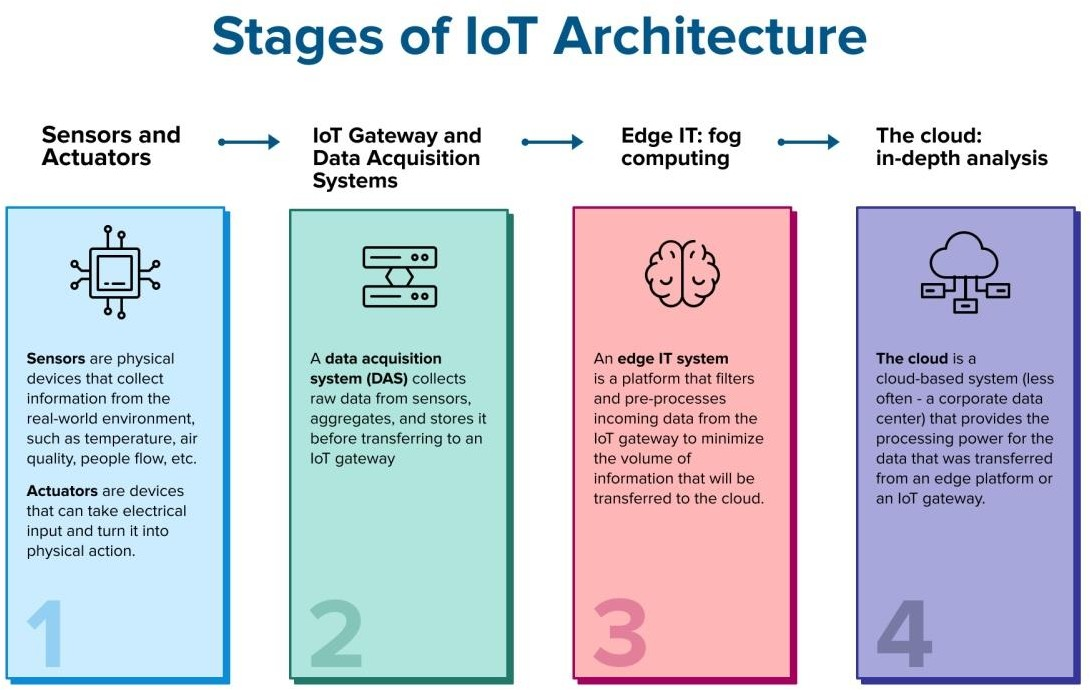 Stages of IoT Architecture
Sensors and
Actuators
IoT Gateway and
Data Acquisition
Systems
Edge IT: fog
computing
The cloud:
in-depth analysis
Sensors are physical
devices that collect
information from the
real-world environment,
such as temperature, air
quality, people flow, etc.
Actuators are devices
that can take electrical
input and turn it into
physical action.
1
A data acquisition
system (DAS) collects
raw data from sensors,
aggregates, and stores it
before transferring to an
IoT gateway
2
An edge IT system
is a platform that filters
and pre-processes
incoming data from the
IoT gateway to minimize
the volume of
information that will be
transferred to the cloud.
3
The cloud is a
cloud-based system (less
often - a corporate data
center) that provides the
processing power for the
data that was transferred
from an edge platform or
an IoT gateway.
4